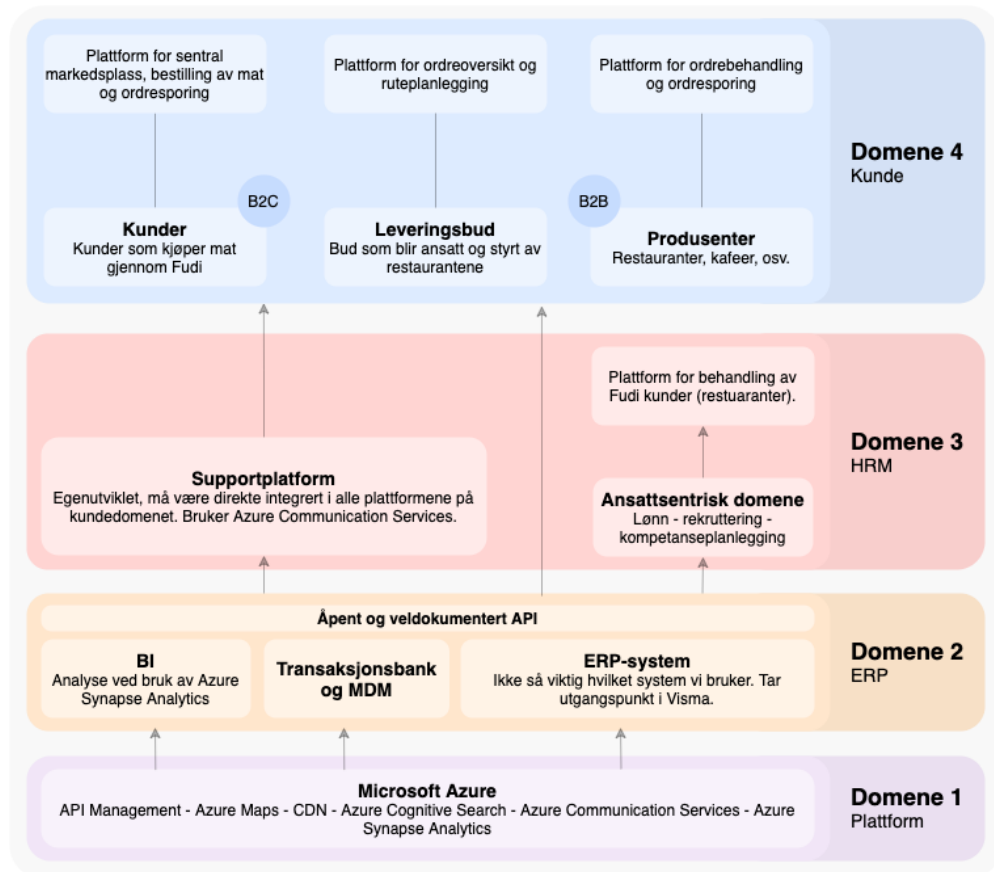 Plattform for sentral
markedsplass, bestilling av mat
og ordresporing
Plattform for ordreoversikt og
ruteplanlegging
Plattform for ordrebehandling
og ordresporing
Domene 4
Kunde
B2C
B2B
Kunder
Kunder som kjøper mat
gjennom Fudi
Leveringsbud
Bud som blir ansatt og styrt av
restaurantene
Produsenter
Restauranter, kafeer, osv.
Plattform for behandling av
Fudi kunder (restuaranter).
Domene 3
HRM
Supportplatform
Egenutviklet, må være direkte integrert i alle plattformene på
kundedomenet. Bruker Azure Communication Services.
Ansattsentrisk domene
Lønn - rekruttering -
kompetanseplanlegging
Åpent og veldokumentert API
Domene 2
ERP
BI
Analyse ved bruk av Azure
Synapse Analytics
Transaksjonsbank
og MDM
ERP-system
Ikke så viktig hvilket system vi bruker. Tar
utgangspunkt i Visma.
Microsoft Azure
API Management - Azure Maps - CDN - Azure Cognitive Search - Azure Communication Services - Azure
Synapse Analytics
Domene 1
Plattform